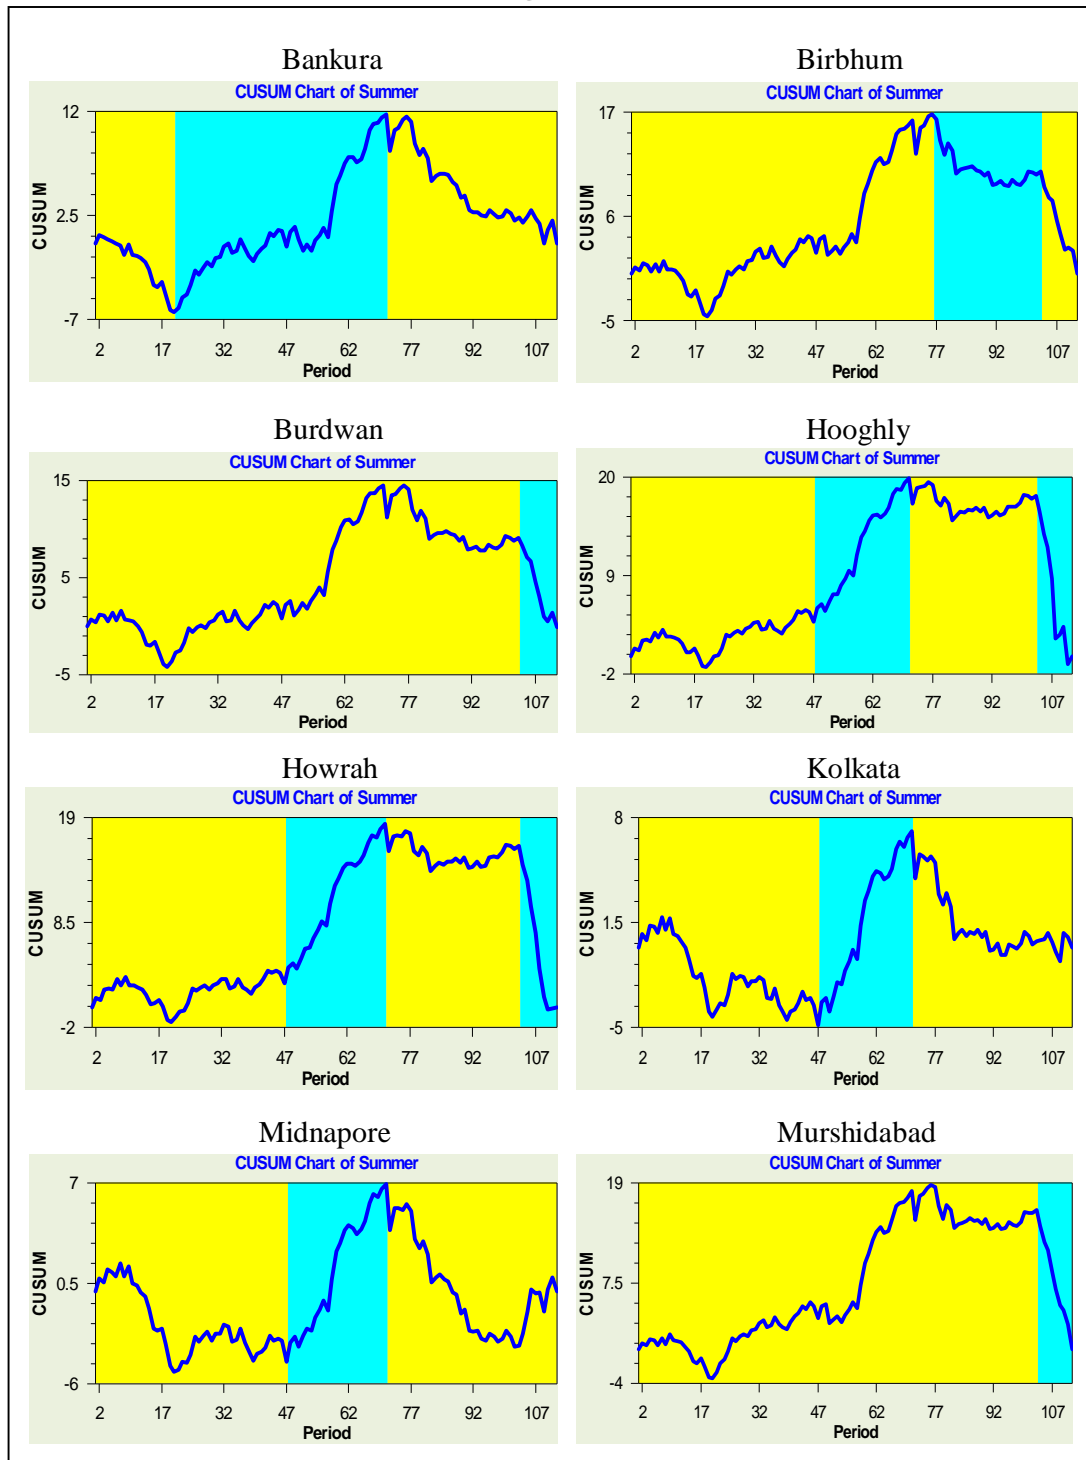 Bankura
CUSUM Chart of Summer
12
2.5
-7
CUSUM
2 17 32 47 62 77 92 107
Period
Birbhum
CUSUM Chart of Summer
17
6
-5
CUSUM
2 17 32 47 62 77 92 107
Period
Burdwan
CUSUM Chart of Summer
15
5
-5
CUSUM
2 17 32 47 62 77 92 107
Period
Hooghly
CUSUM Chart of Summer
20
9
-2
CUSUM
2 17 32 47 62 77 92 107
Period
Howrah
CUSUM Chart of Summer
19
8.5
-2
CUSUM
2 17 32 47 62 77 92 107
Period
Kolkata
CUSUM Chart of Summer
8
1.5
-5
CUSUM
2 17 32 47 62 77 92 107
Period
Midnapore
CUSUM Chart of Summer
7
0.5
-6
CUSUM
2 17 32 47 62 77 92 107
Period
Murshidabad
CUSUM Chart of Summer
19
7.5
-4
CUSUM
2 17 32 47 62 77 92 107
Period